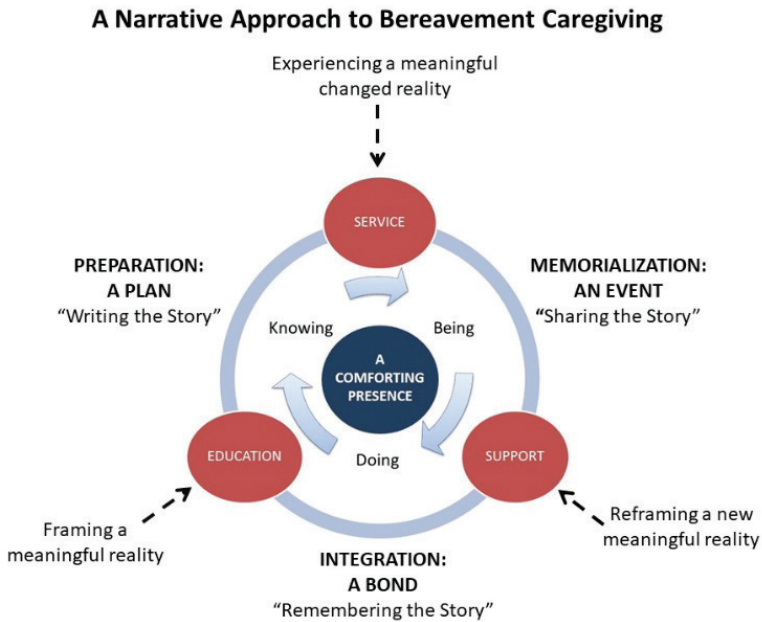 A Narrative Approach to Bereavement Caregiving
Experiencing a meaningful
changed reality
SERVICE
PREPARATION:
A PLAN
“Writing the Story”
MEMORIALIZATION:
AN EVENT
“Sharing the Story”
Knowing
Being
A
COMFORTING
PRESENCE
Doing
EDUCATION
SUPPORT
Framing a
meaningful reality
Reframing a new
meaningful reality
INTEGRATION:
A BOND
“Remembering the Story”